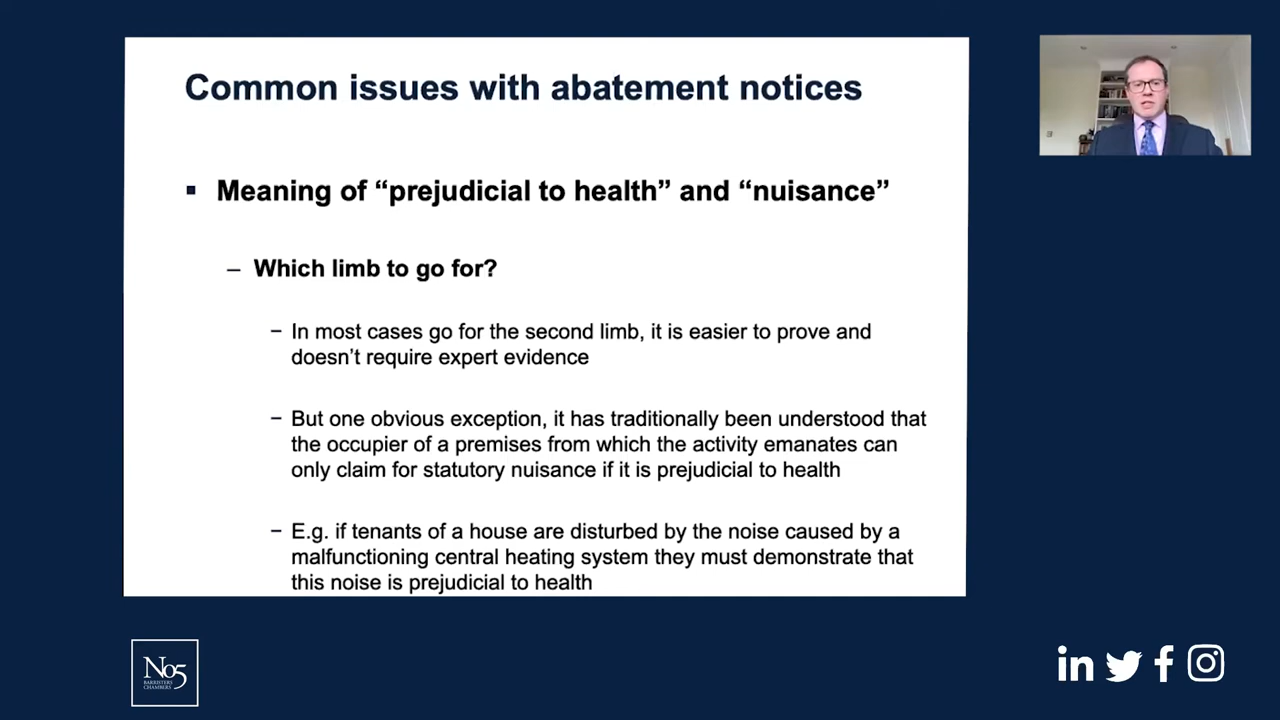 Common issues with abatement notices
▪ Meaning of “prejudicial to health” and “nuisance”
– Which limb to go for?
− In most cases go for the second limb, it is easier to prove and
doesn’t require expert evidence
− But one obvious exception, it has traditionally been understood that
the occupier of a premises from which the activity emanates can
only claim for statutory nuisance if it is prejudicial to health
− E.g. if tenants of a house are disturbed by the noise caused by a
malfunctioning central heating system they must demonstrate that
this noise is prejudicial to health
No5
BARRISTERS
CHAMBERS
in
f